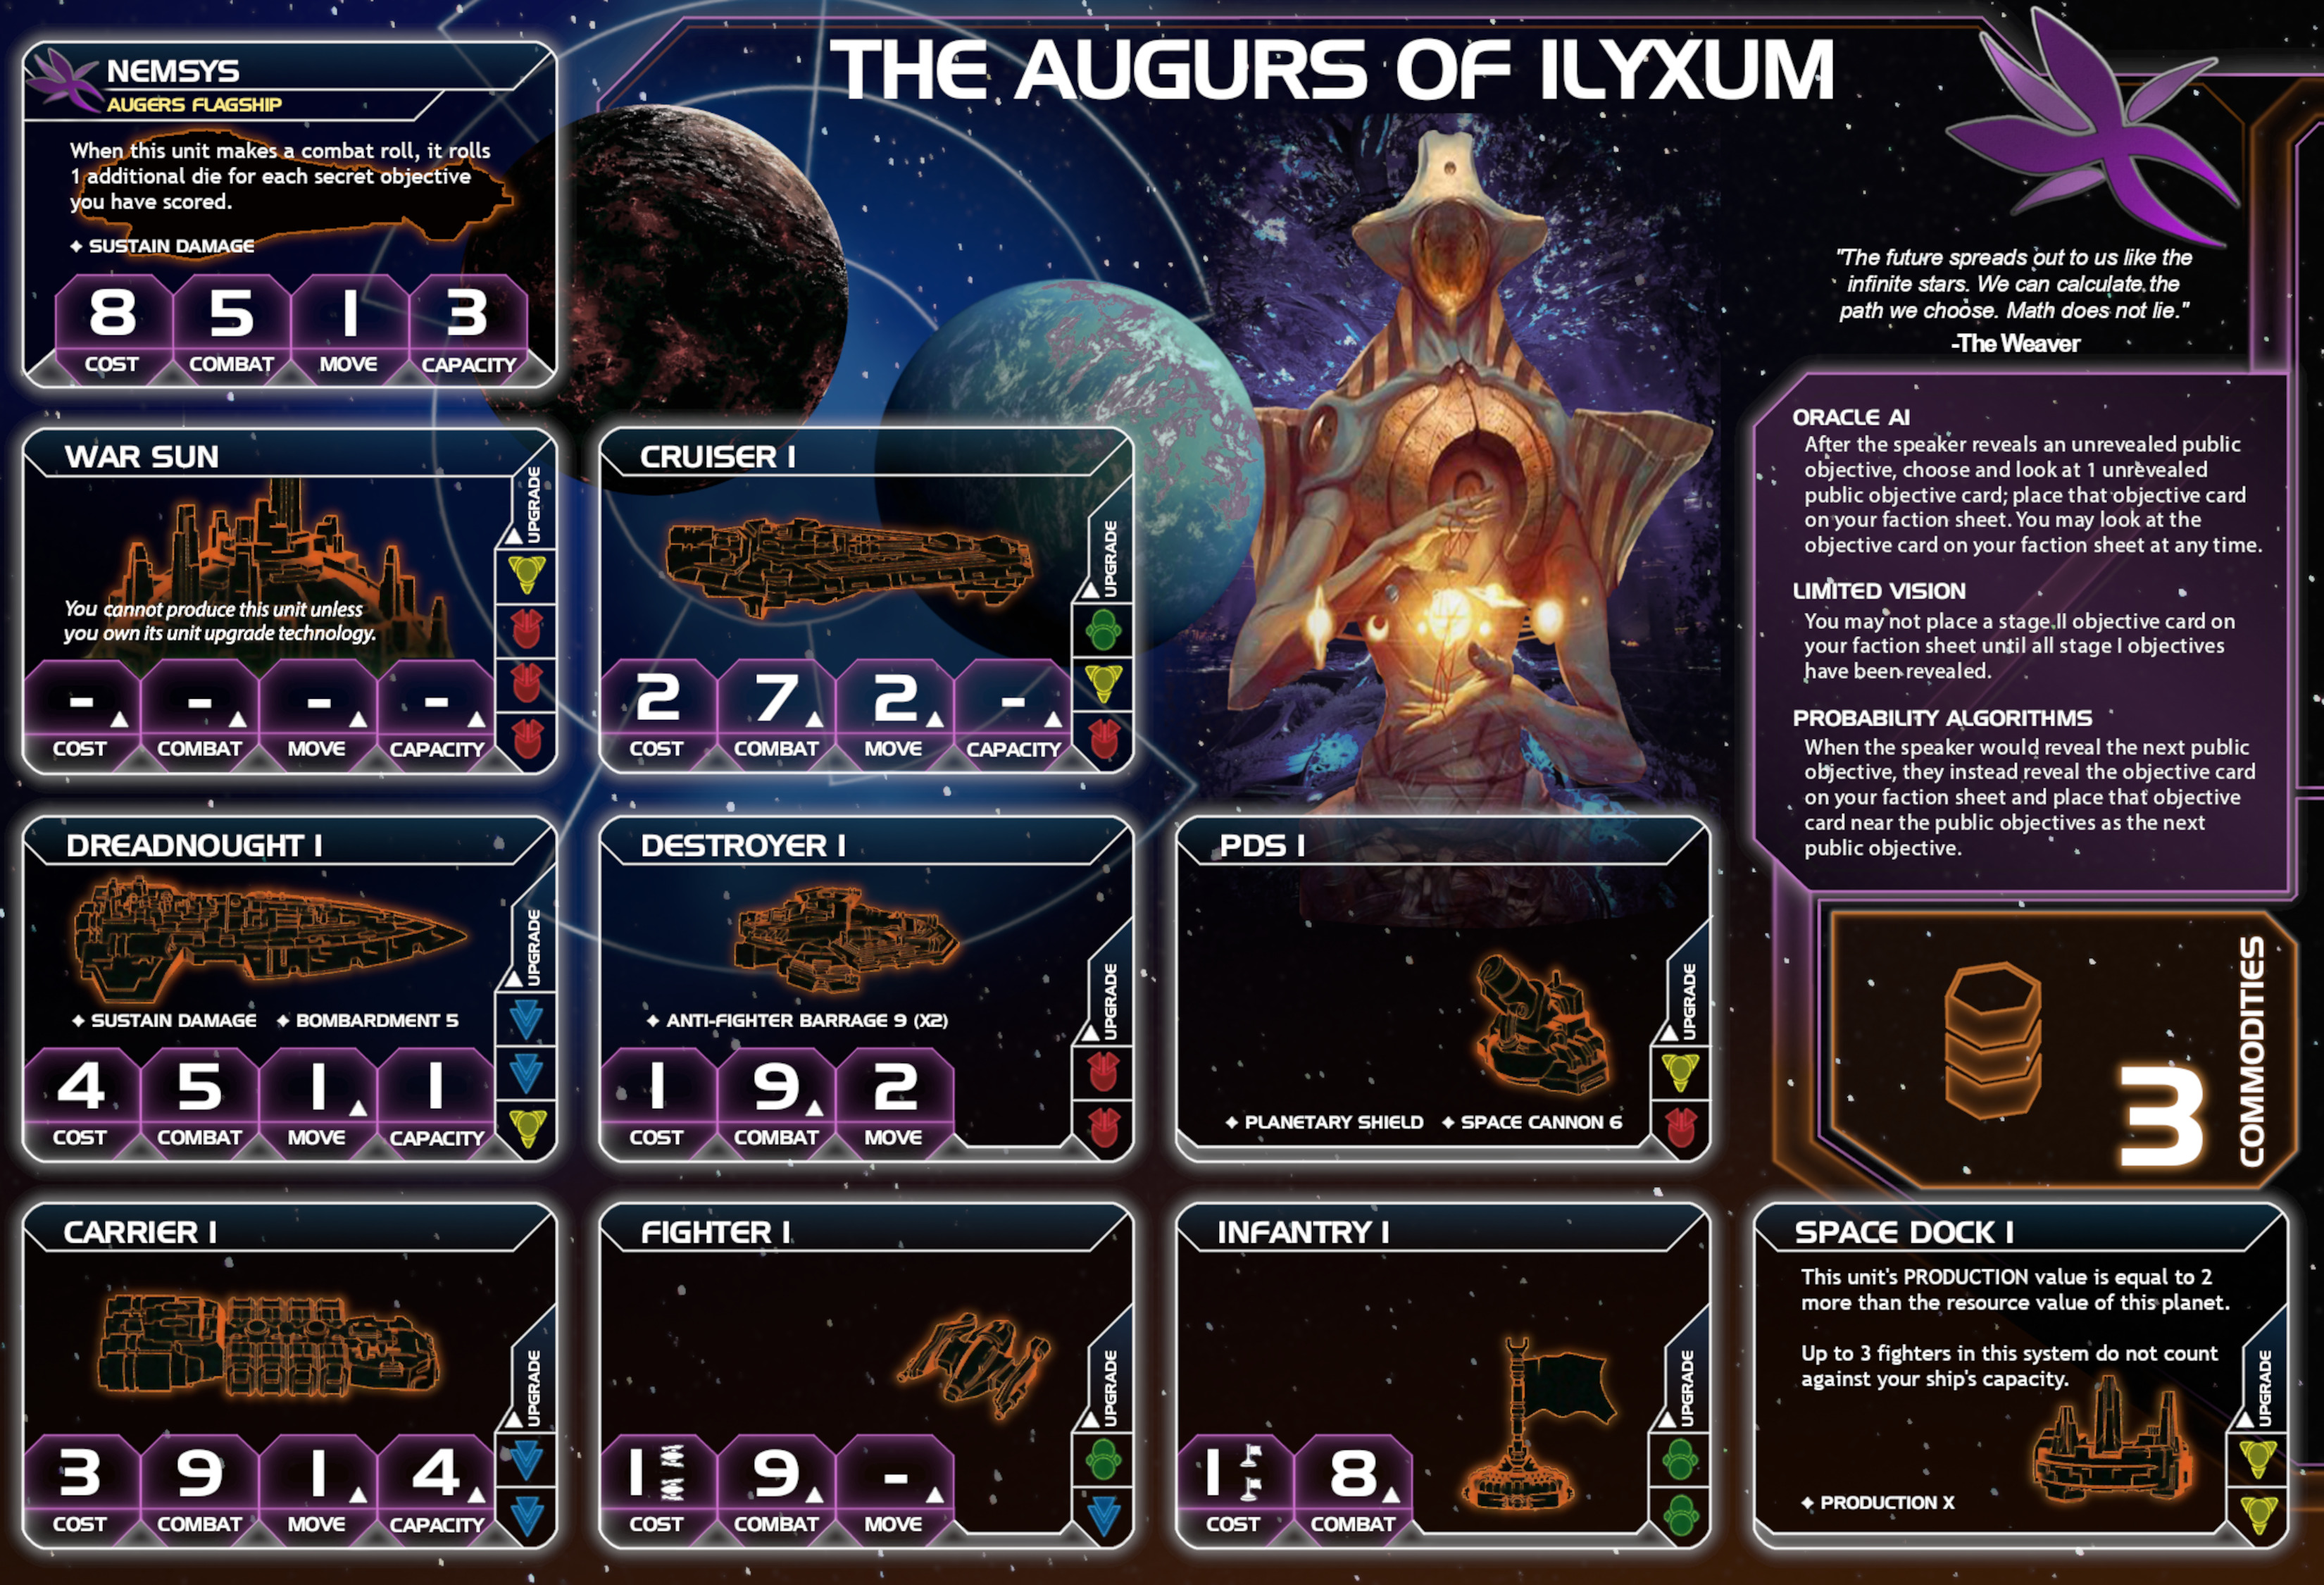 THE AUGURS OF ILYXUM
NEMSYS
AUGERS FLAGSHIP
When this unit makes a combat roll, it rolls
1 additional die for each secret objective
you have scored.
SUSTAIN DAMAGE
8 5 1 3
COST COMBAT MOVE CAPACITY
"The future spreads out to us like the
infinite stars. We can calculate the
path we choose. Math does not lie."
-The Weaver
WAR SUN
UPGRADE
You cannot produce this unit unless
you own its unit upgrade technology.
- - - -
COST COMBAT MOVE CAPACITY
CRUISER I
UPGRADE
2 7 2 -
COST COMBAT MOVE CAPACITY
ORACLE AI
After the speaker reveals an unrevealed public
objective, choose and look at 1 unrevealed
public objective card; place that objective card
on your faction sheet. You may look at the
objective card on your faction sheet at any time.
LIMITED VISION
You may not place a stage II objective card on
your faction sheet until all stage I objectives
have been revealed.
PROBABILITY ALGORITHMS
When the speaker would reveal the next public
objective, they instead reveal the objective card
on your faction sheet and place that objective
card near the public objectives as the next
public objective.
DREADNOUGHT I
UPGRADE
SUSTAIN DAMAGE BOMBARDMENT 5
4 5 1 1
COST COMBAT MOVE CAPACITY
DESTROYER I
UPGRADE
ANTI-FIGHTER BARRAGE 9 (X2)
1 9 2
COST COMBAT MOVE
PDS I
UPGRADE
PLANETARY SHIELD SPACE CANNON 6
3
COMMODITIES
CARRIER I
UPGRADE
3 9 1 4
COST COMBAT MOVE CAPACITY
FIGHTER I
UPGRADE
1 9 -
COST COMBAT MOVE
INFANTRY I
UPGRADE
1 8
COST COMBAT
SPACE DOCK I
This unit's PRODUCTION value is equal to 2
more than the resource value of this planet.
Up to 3 fighters in this system do not count
against your ship's capacity.
UPGRADE
PRODUCTION X